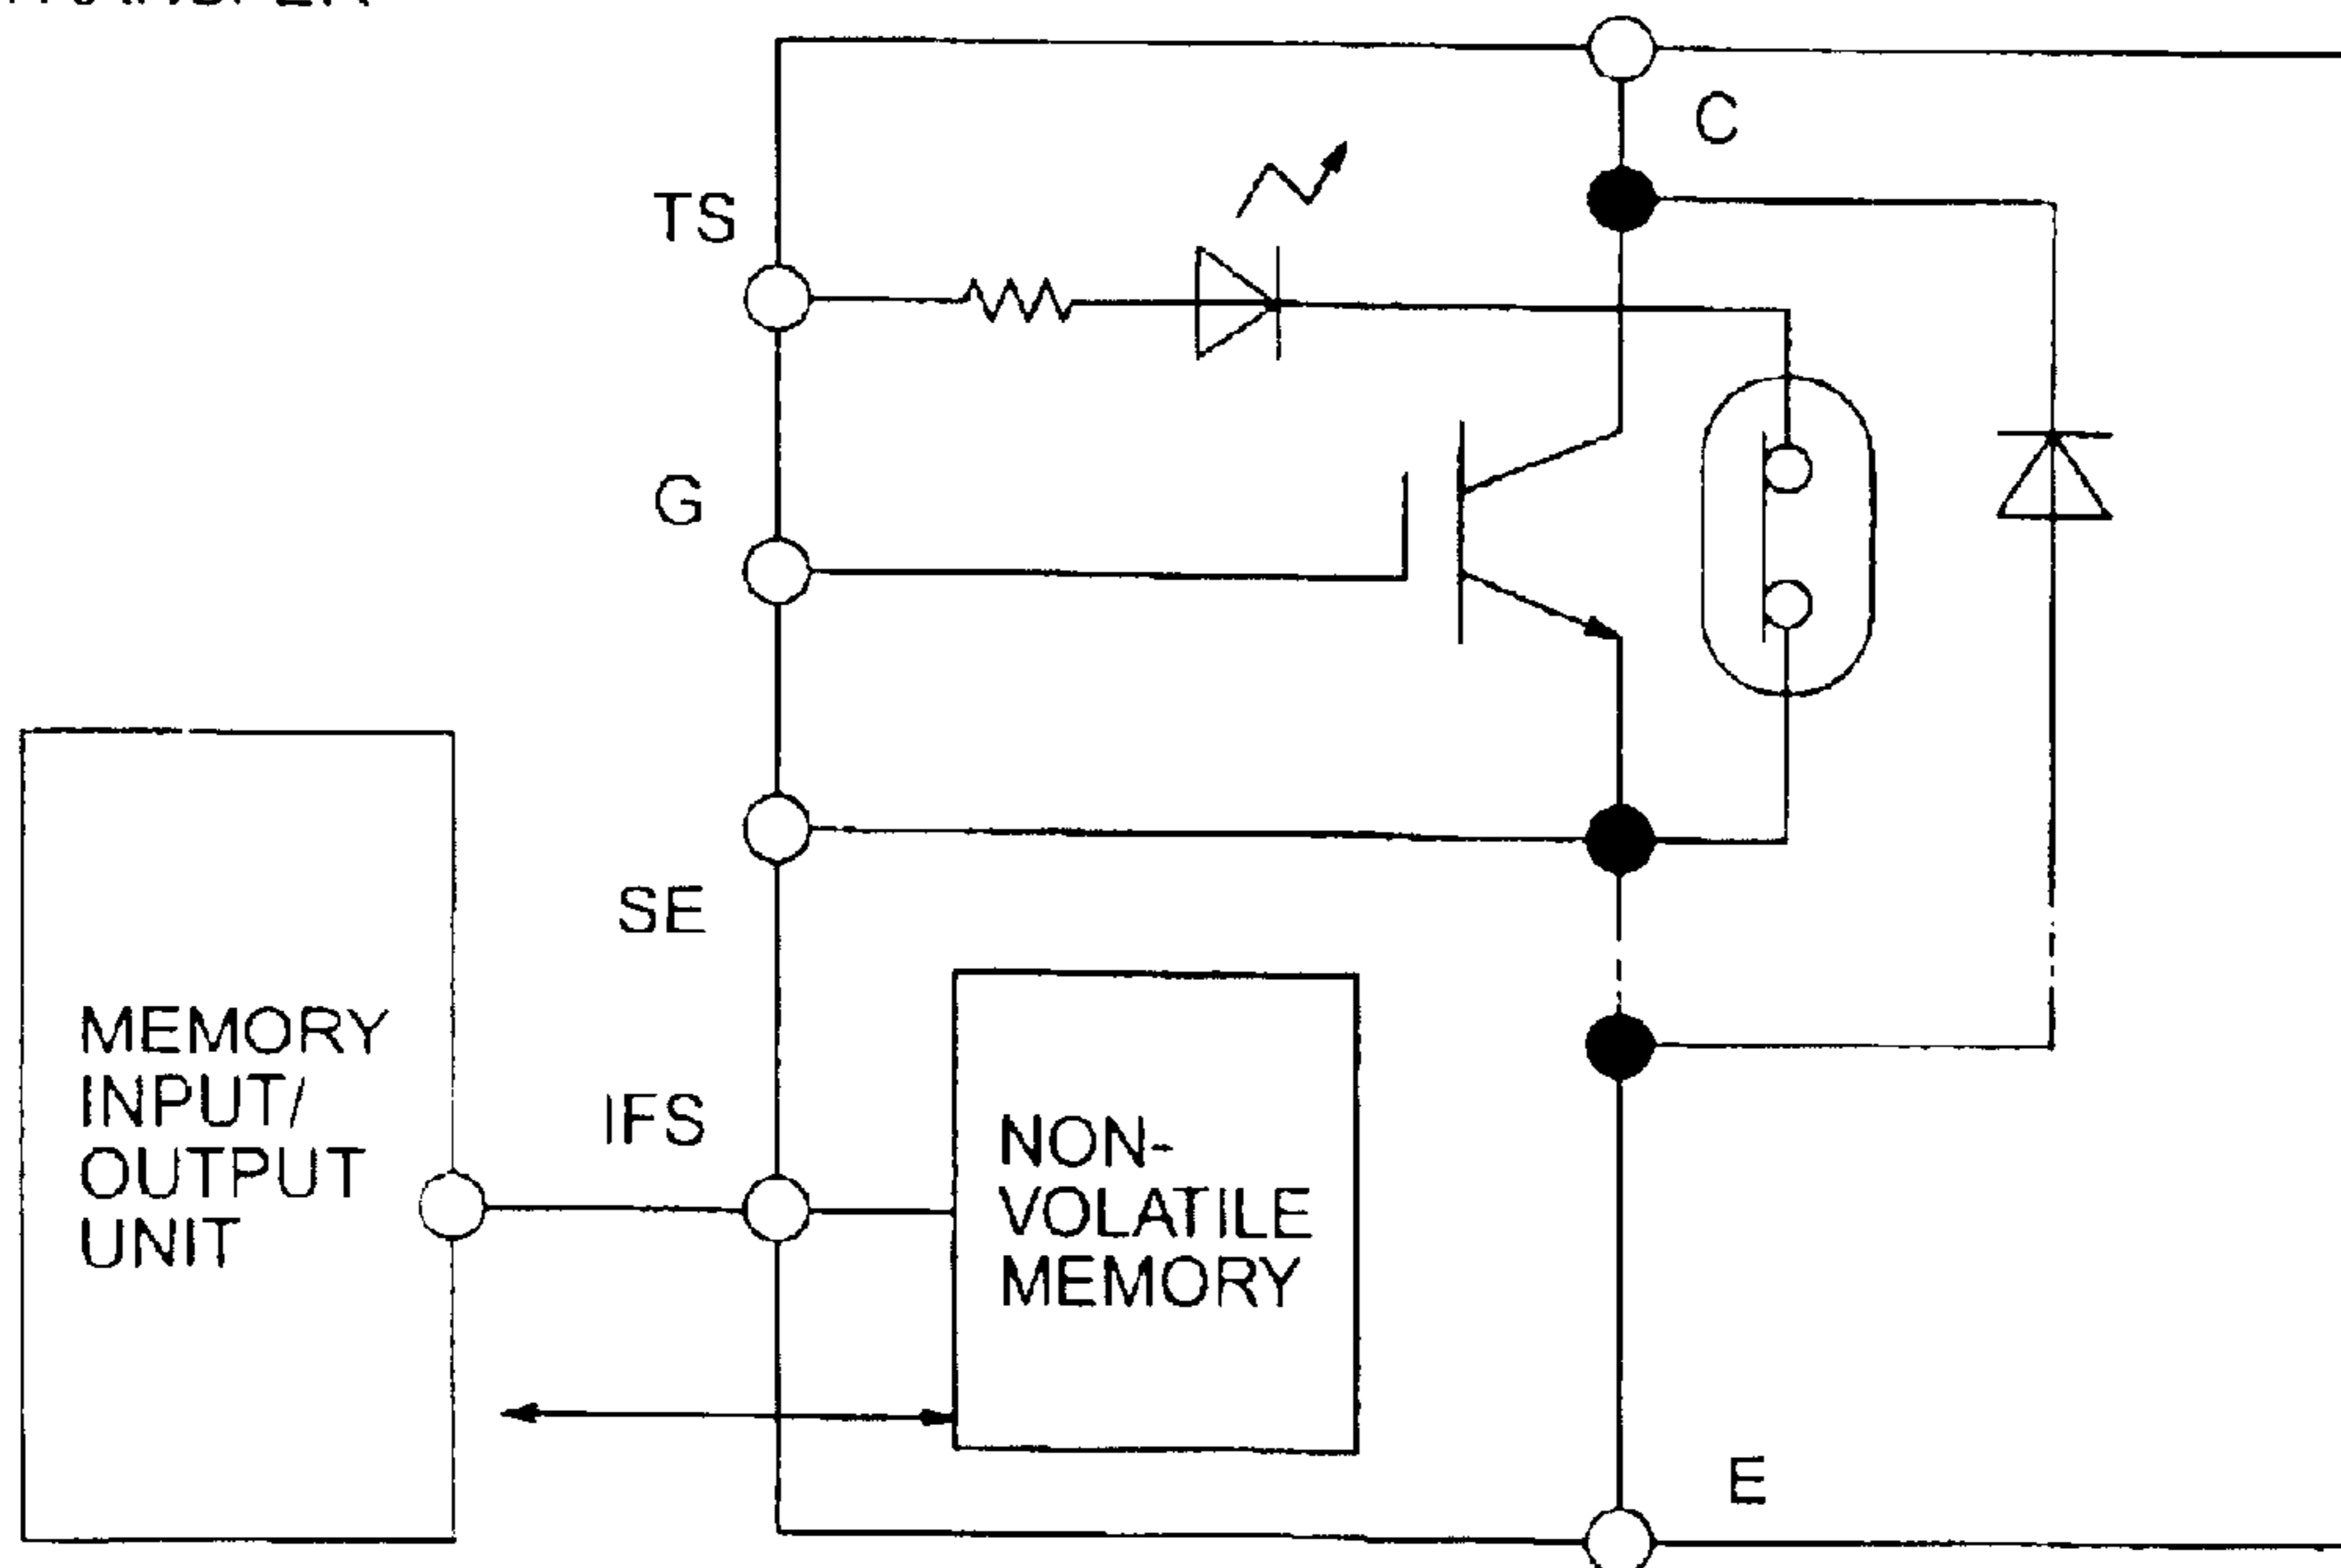 C
TS
G
SE
MEMORY
INPUT/
OUTPUT
UNIT
IFS
NON-
VOLATILE
MEMORY
E